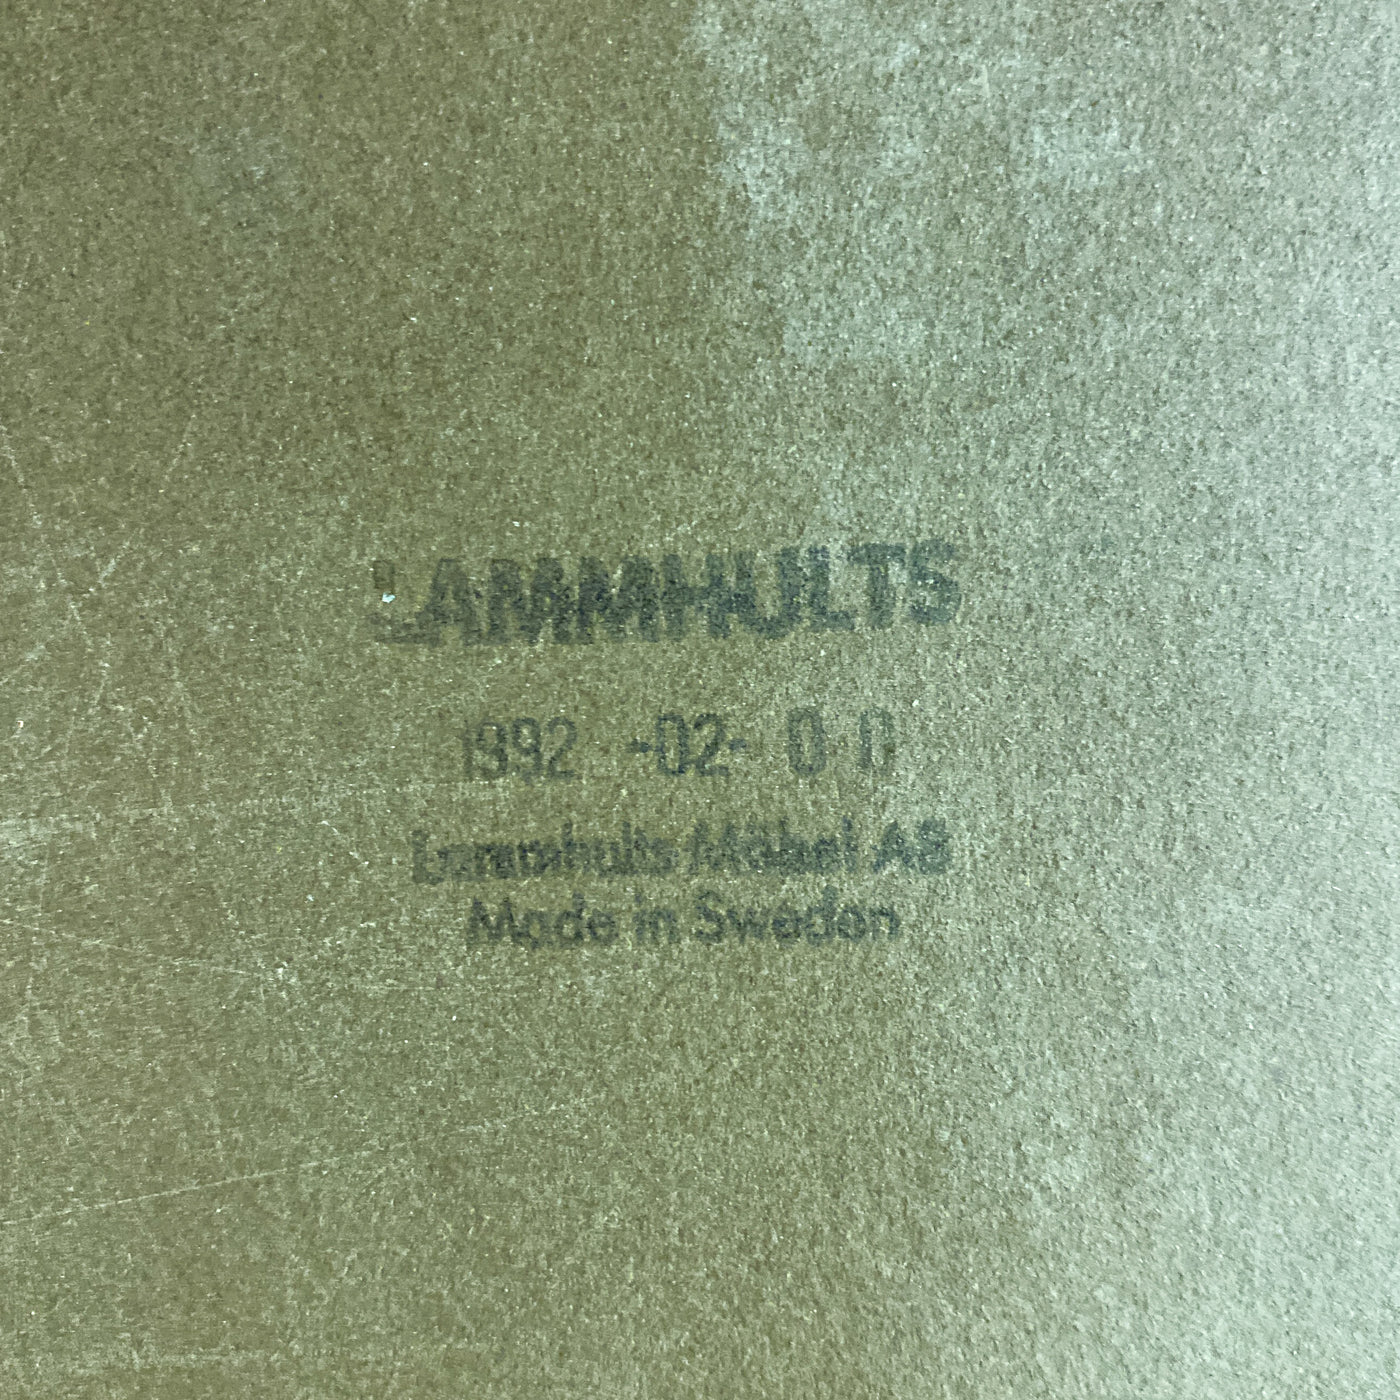 LAMMHULTS
1992 -02- 0 0
Lammhults Möbel AB
Made in Sweden